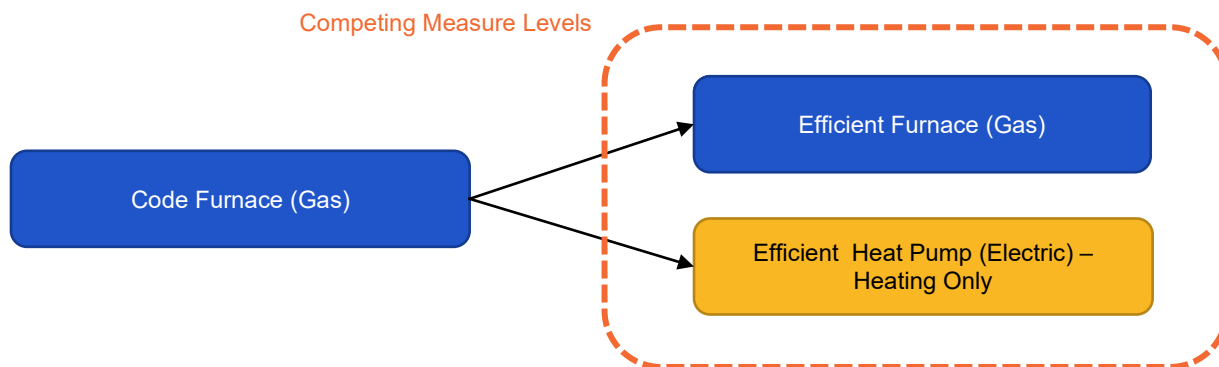 Competing Measure Levels
Efficient Furnace (Gas)
Code Furnace (Gas)
Efficient  Heat Pump (Electric) –
Heating Only